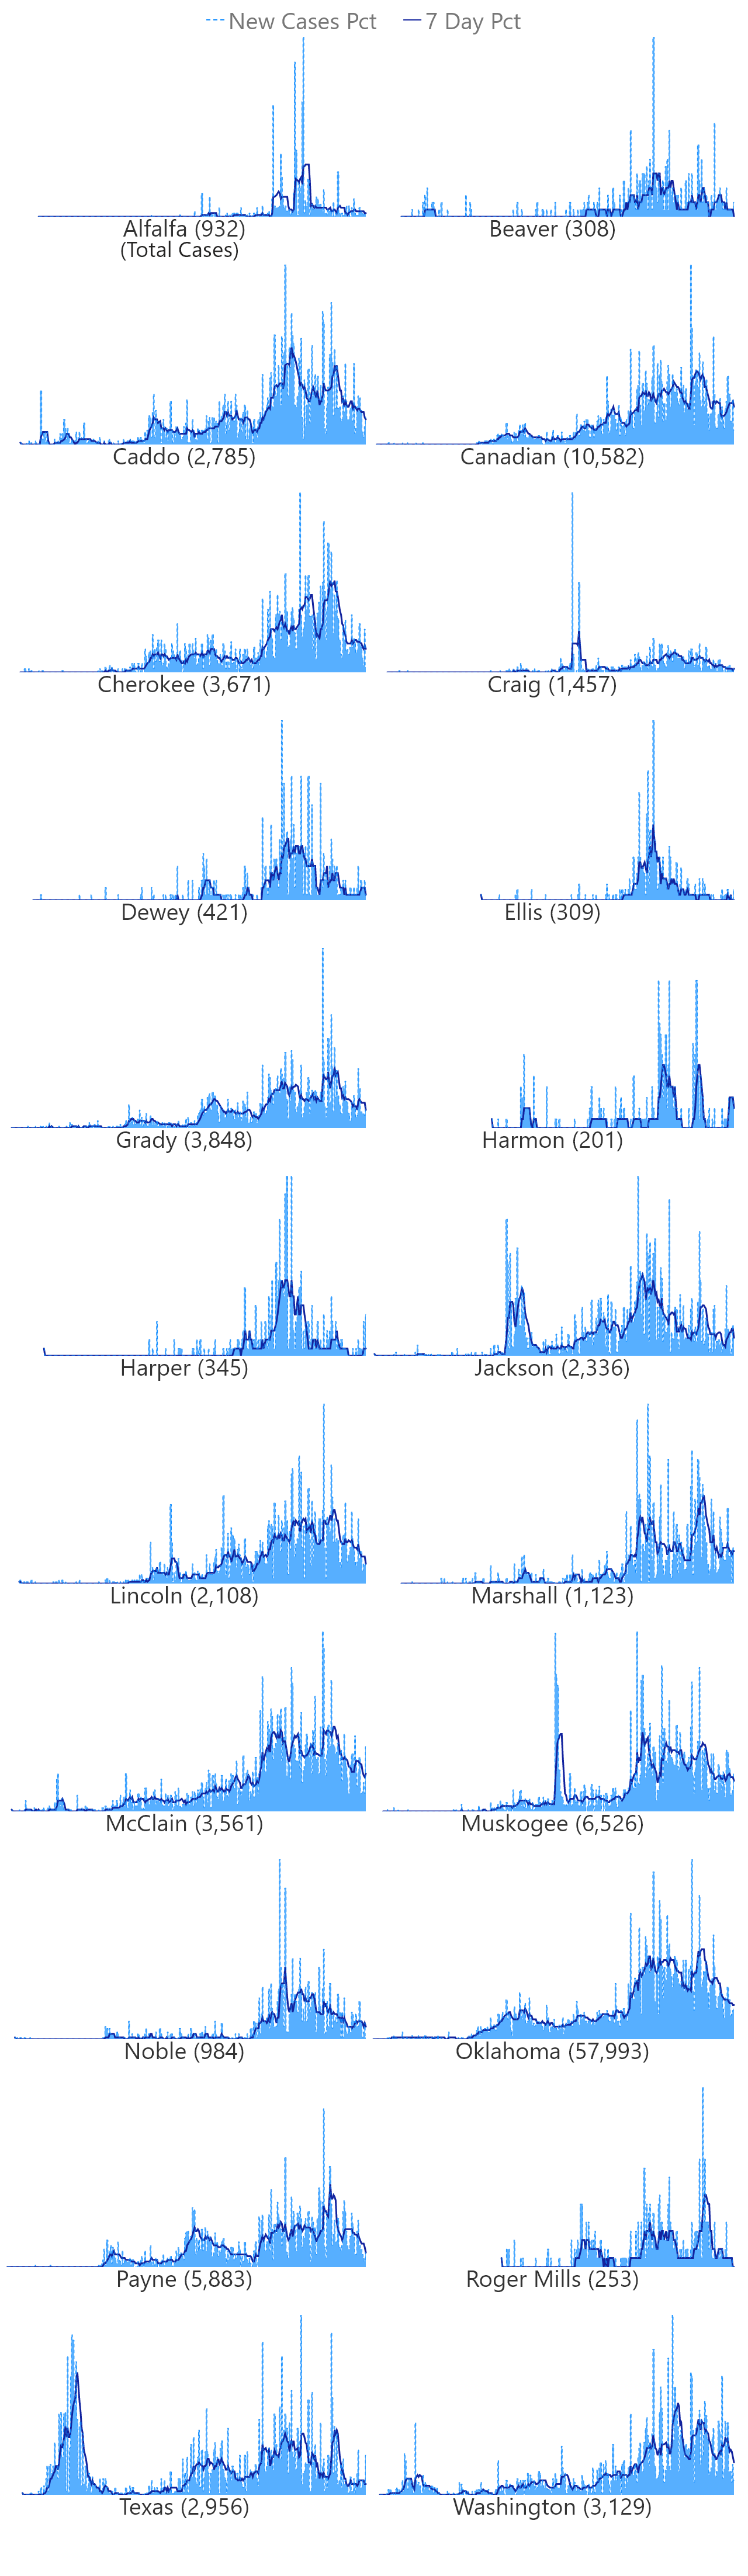 New Cases Pct 7 Day Pct
Alfalfa (932) Beaver (308)
(Total Cases)
Caddo (2,785) Canadian (10,582)
Cherokee (3,671) Craig (1,457)
Dewey (421) Ellis (309)
Grady (3,848) Harmon (201)
Harper (345) Jackson (2,336)
Lincoln (2,108) Marshall (1,123)
McClain (3,561) Muskogee (6,526)
Noble (984) Oklahoma (57,993)
Payne (5,883) Roger Mills (253)
Texas (2,956) Washington (3,129)